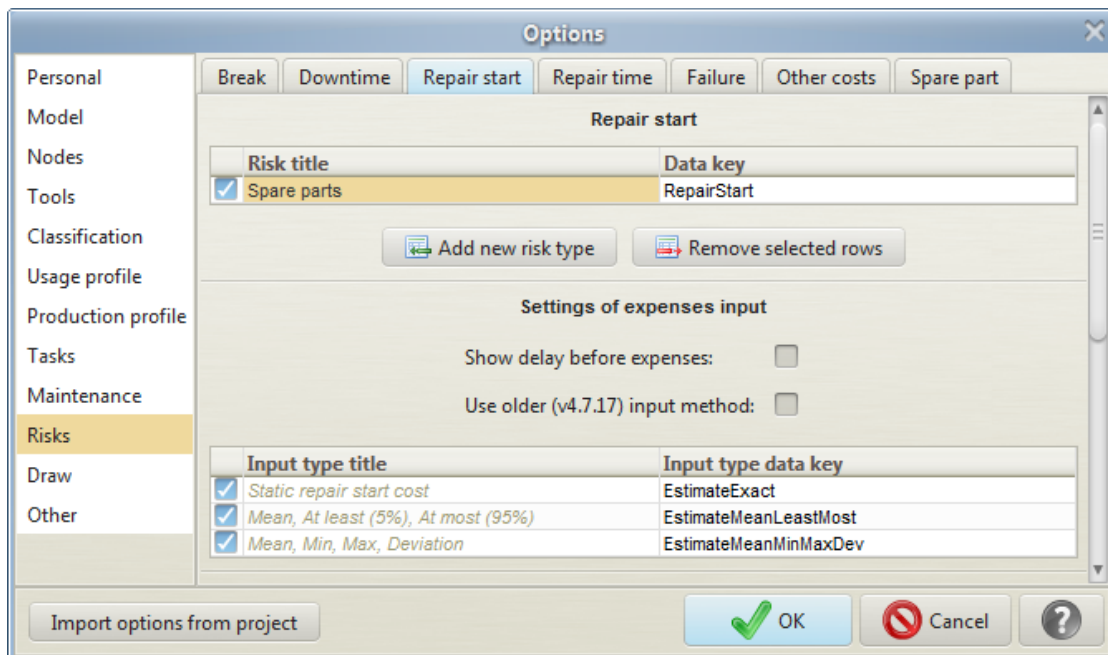 Options
Personal
Model
Nodes
Tools
Classification
Usage profile
Production profile
Tasks
Maintenance
Risks
Draw
Other
Break Downtime Repair start Repair time Failure Other costs Spare part
Repair start
Risk title Data key
Spare parts RepairStart
Add new risk type Remove selected rows
Settings of expenses input
Show delay before expenses:
Use older (v4.7.17) input method:
Input type title Input type data key
Static repair start cost EstimateExact
Mean, At least (5%), At most (95%) EstimateMeanLeastMost
Mean, Min, Max, Deviation EstimateMeanMinMaxDev
Import options from project OK Cancel ?